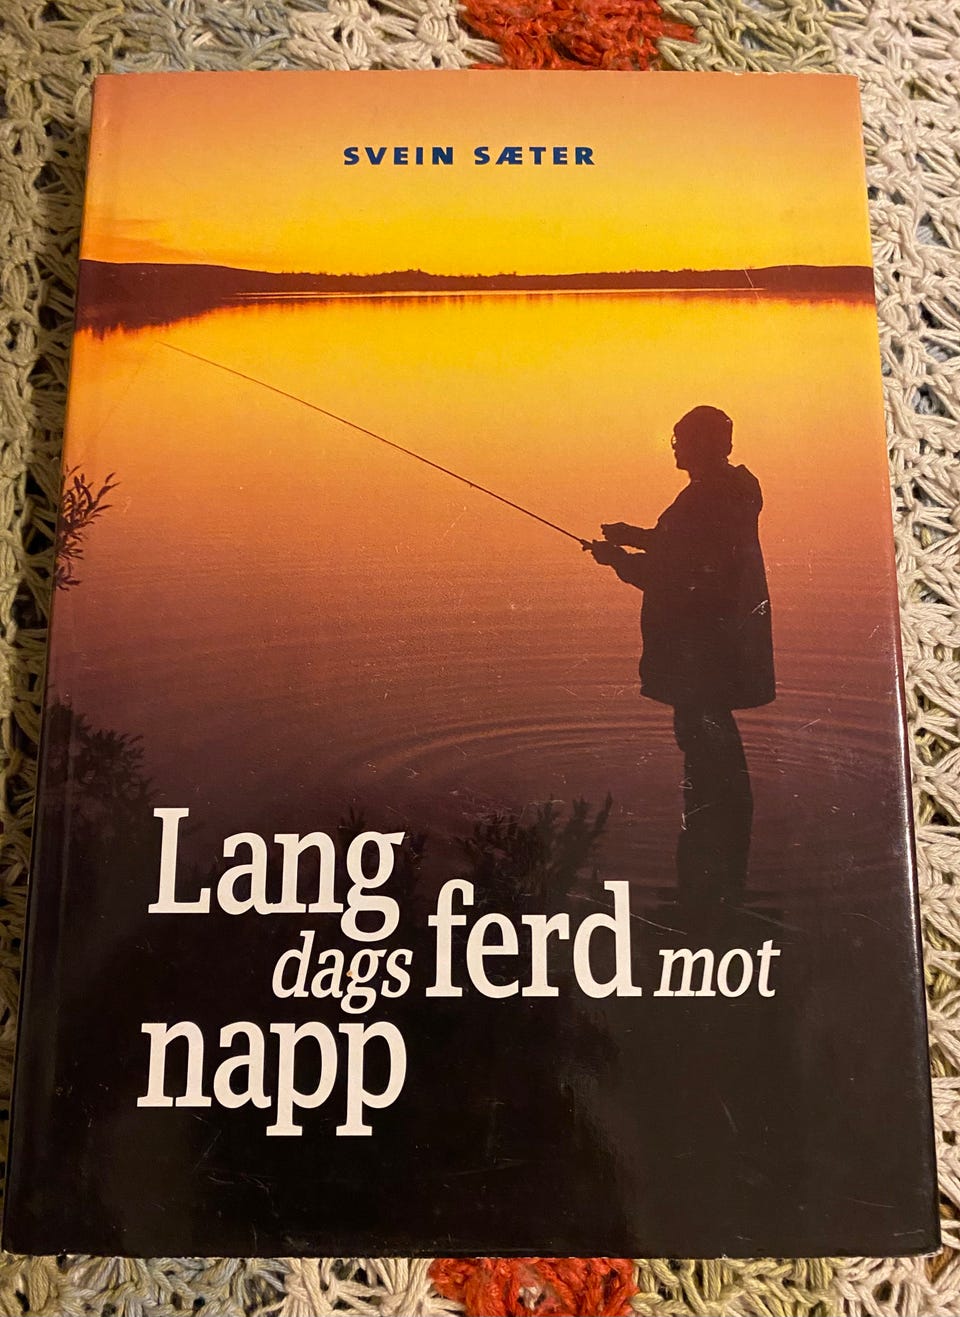 SVEIN SÆTER
Lang
dags ferd mot
napp